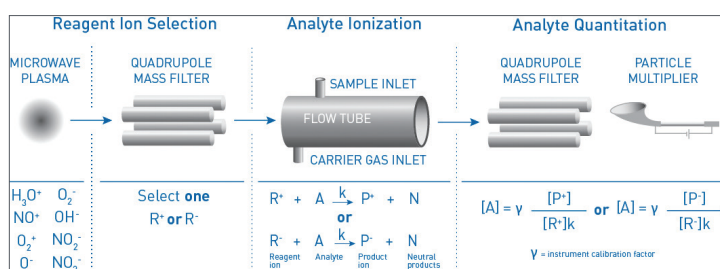 Reagent Ion Selection
Analyte Ionization
Analyte Quantitation
MICROWAVE
PLASMA
QUADRUPOLE
MASS FILTER
SAMPLE INLET
FLOW TUBE
CARRIER GAS INLET
QUADRUPOLE
MASS FILTER
PARTICLE
MULTIPLIER
H₃O⁺ O₂⁻
NO⁺ OH⁻
O₂⁺ NO₂⁻
O⁻ NO₂⁻
Select one
R⁺ or R⁻
R⁺ + A k P⁺ + N
or
R⁻ + A k P⁻ + N
Reagent ion
Analyte
Product ion
Neutral products
[A] = γ [P⁺] / [R⁺]k or [A] = γ [P⁻] / [R⁻]k
γ = instrument calibration factor